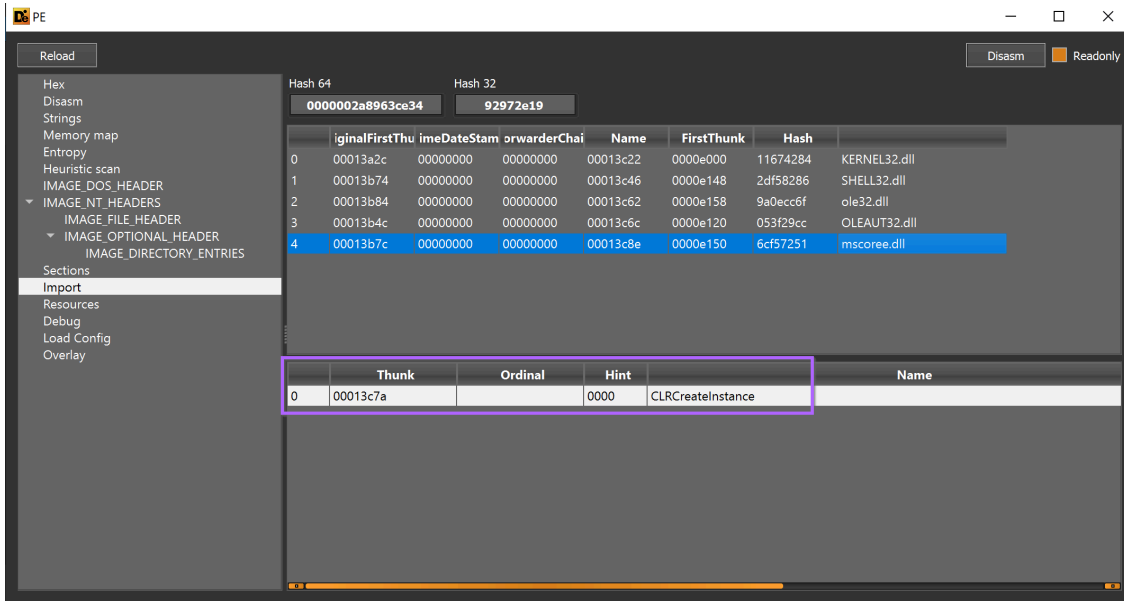 PE
Reload
Disasm
Readonly
Hex
Disasm
Strings
Memory map
Entropy
Heuristic scan
IMAGE_DOS_HEADER
IMAGE_NT_HEADERS
IMAGE_FILE_HEADER
IMAGE_OPTIONAL_HEADER
IMAGE_DIRECTORY_ENTRIES
Sections
Import
Resources
Debug
Load Config
Overlay
Hash 64 Hash 32
0000002a8963ce34 92972e19
iginalFirstThu imeDateStam orwarderChai Name FirstThunk Hash
0 00013a2c 00000000 00000000 00013c22 0000e000 11674284 KERNEL32.dll
1 00013b74 00000000 00000000 00013c46 0000e148 2df58286 SHELL32.dll
2 00013b84 00000000 00000000 00013c62 0000e158 9a0ecc6f ole32.dll
3 00013b4c 00000000 00000000 00013c6c 0000e120 053f29cc OLEAUT32.dll
4 00013b7c 00000000 00000000 00013c8e 0000e150 6cf57251 mscoree.dll
Thunk Ordinal Hint Name
0 00013c7a 0000 CLRCreateInstance